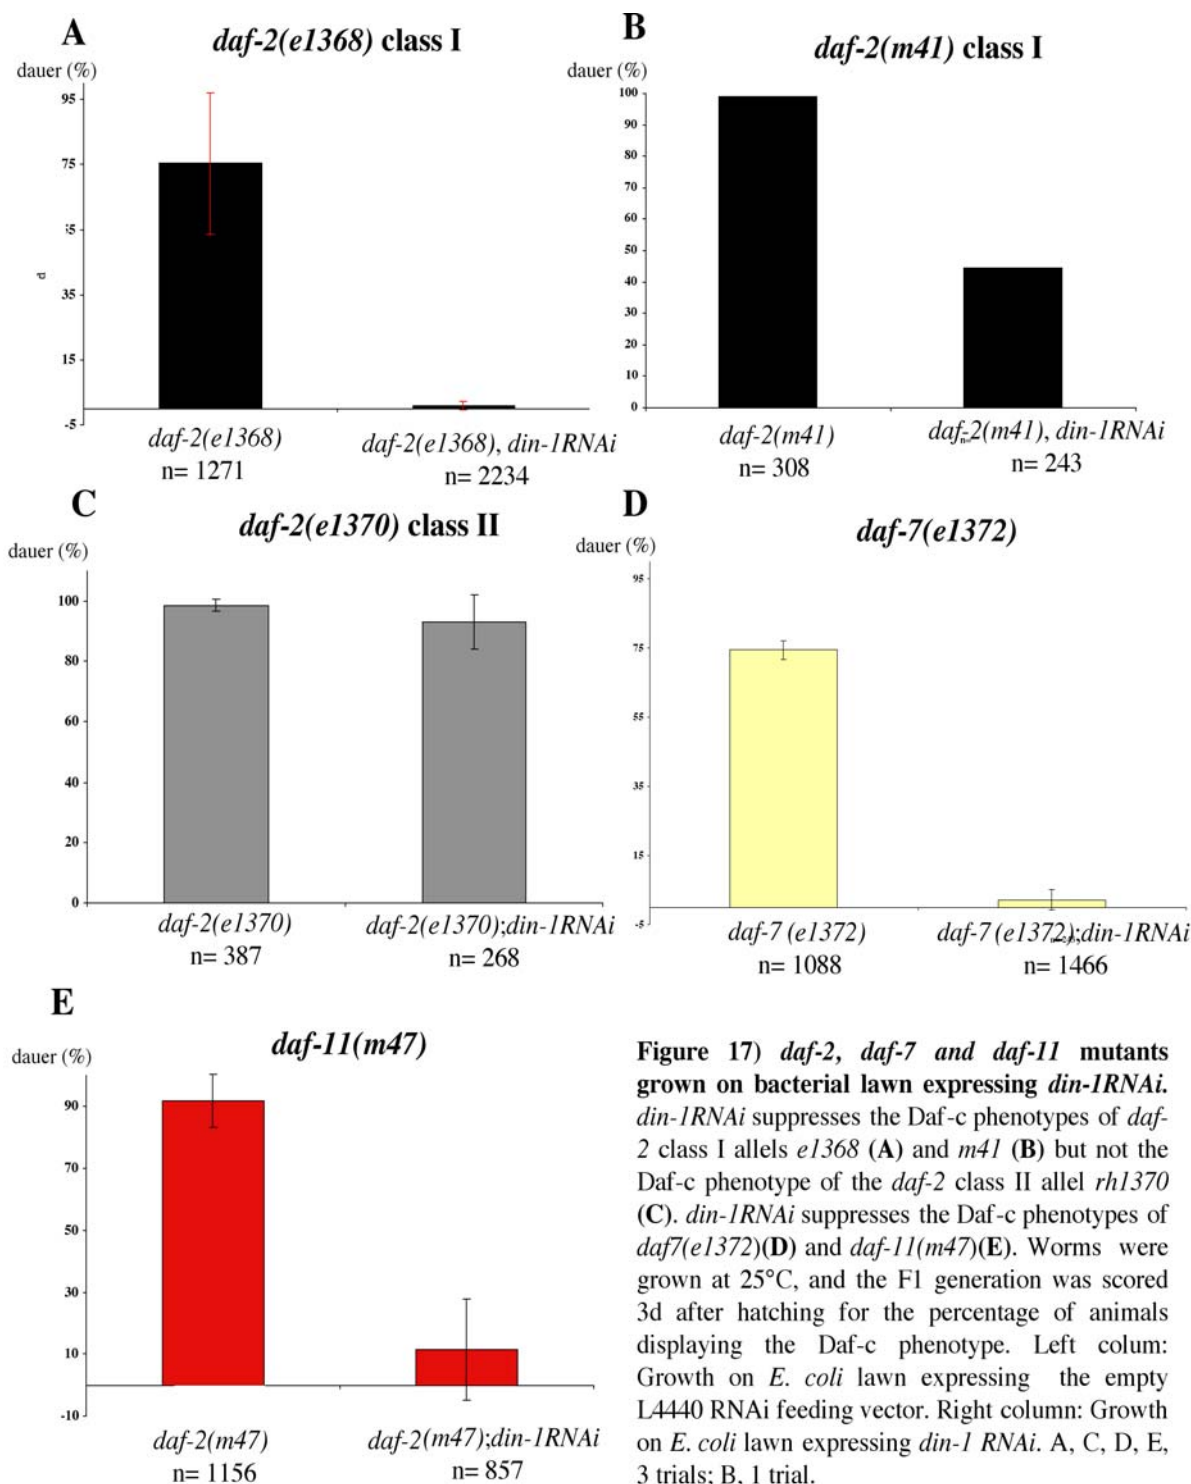 A
daf-2(e1368) class I
dauer (%)
95
75
55
d
35
15
-5
daf-2(e1368)
n= 1271
daf-2(e1368), din-1RNAi
n= 2234
B
daf-2(m41) class I
dauer (%)
100
90
80
70
60
50
40
30
20
10
0
daf-2(m41)
n= 308
daf-2(m41), din-1RNAi
n= 243
C
daf-2(e1370) class II
dauer (%)
100
80
60
40
20
0
daf-2(e1370)
n= 387
daf-2(e1370);din-1RNAi
n= 268
D
daf-7(e1372)
dauer (%)
95
75
55
35
15
-5
daf-7 (e1372)
n= 1088
daf-7 (e1372);din-1RNAi
n= 1466
E
daf-11(m47)
dauer (%)
90
70
50
30
10
-10
daf-2(m47)
n= 1156
daf-2(m47);din-1RNAi
n= 857
Figure 17) daf-2, daf-7 and daf-11 mutants
grown on bacterial lawn expressing din-1RNAi.
din-1RNAi suppresses the Daf-c phenotypes of daf-
2 class I allels e1368 (A) and m41 (B) but not the
Daf-c phenotype of the daf-2 class II allel rh1370
(C). din-1RNAi suppresses the Daf-c phenotypes of
daf7(e1372)(D) and daf-11(m47)(E). Worms were
grown at 25°C, and the F1 generation was scored
3d after hatching for the percentage of animals
displaying the Daf-c phenotype. Left colum:
Growth on E. coli lawn expressing the empty
L4440 RNAi feeding vector. Right column: Growth
on E. coli lawn expressing din-1 RNAi. A, C, D, E,
3 trials; B, 1 trial.